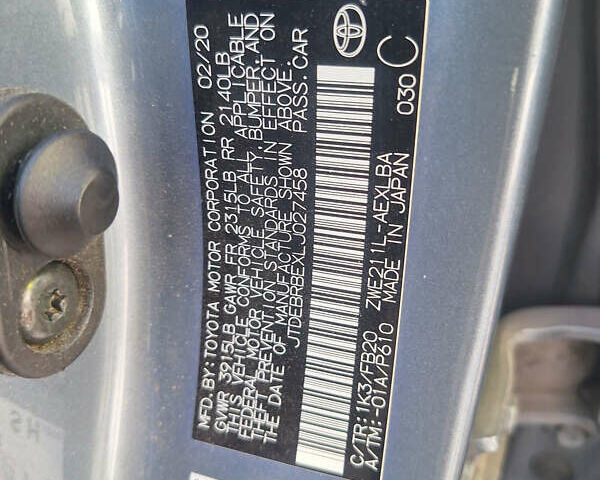 MFD.BY:TOYOTA MOTOR CORPORATION 02/20
GVWR 3915LB GAWR FR 2315LB RR 2140LB
THIS VEHICLE CONFORMS TO ALL APPLICABLE
FEDERAL MOTOR VEHICLE SAFETY,BUMPER,AND
THEFT PREVENTION STANDARDS IN EFFECT ON
THE DATE OF MANUFACTURE SHOWN ABOVE.
JTDEBRBEXLJ027458 PASS.CAR
C/TR:1K3/FB20 ZWE211L-AEXLBA 030 C
A/TM:-01A/P610 MADE IN JAPAN